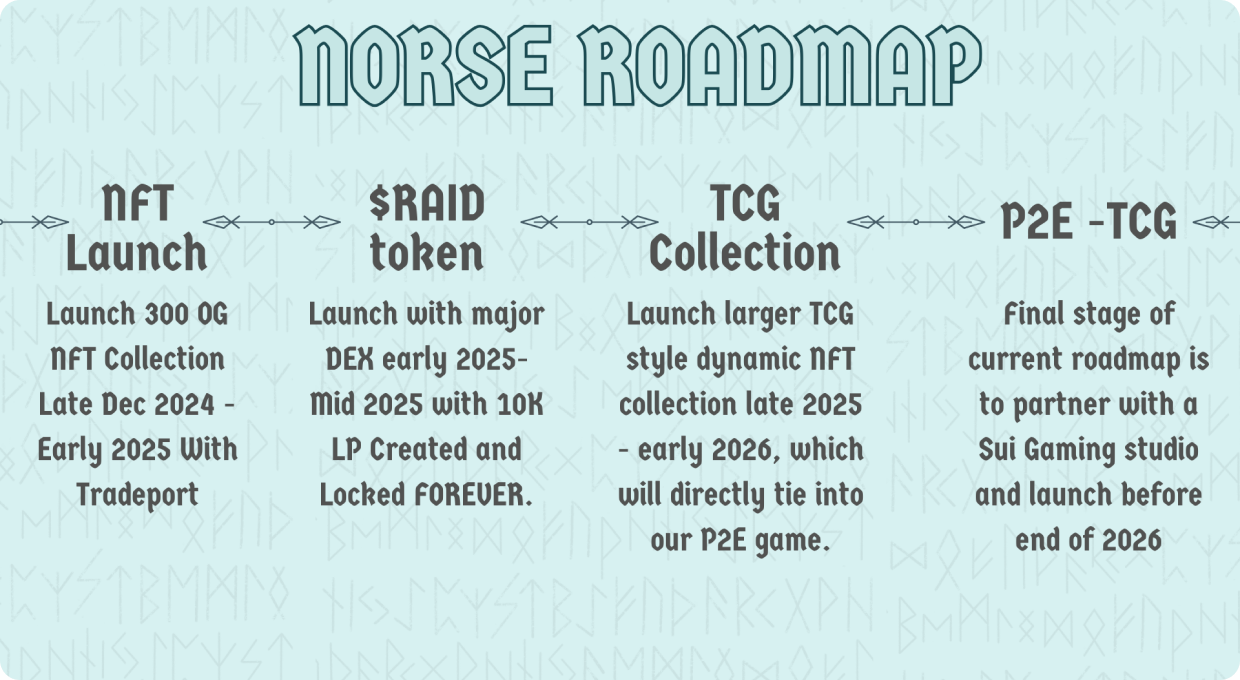 NORSE ROADMAP
NFT
Launch
Launch 300 OG
NFT Collection
Late Dec 2024 -
Early 2025 With
Tradeport
$RAID
token
Launch with major
DEX early 2025-
Mid 2025 with 10K
LP Created and
Locked FOREVER.
TCG
Collection
Launch larger TCG
style dynamic NFT
collection late 2025
- early 2026, which
will directly tie into
our P2E game.
P2E -TCG
Final stage of
current roadmap is
to partner with a
Sui Gaming studio
and launch before
end of 2026